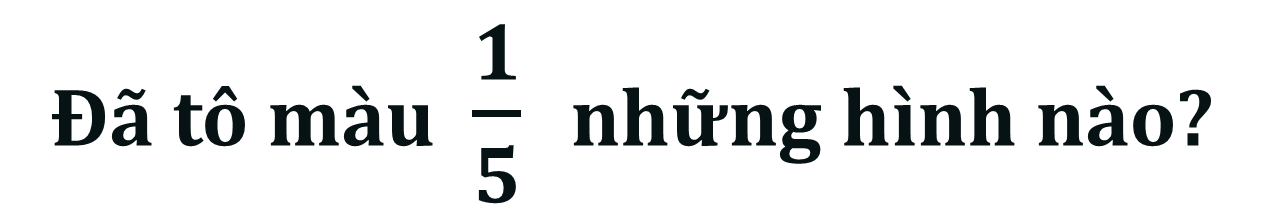 Đã tô màu 1/5 những hình nào?